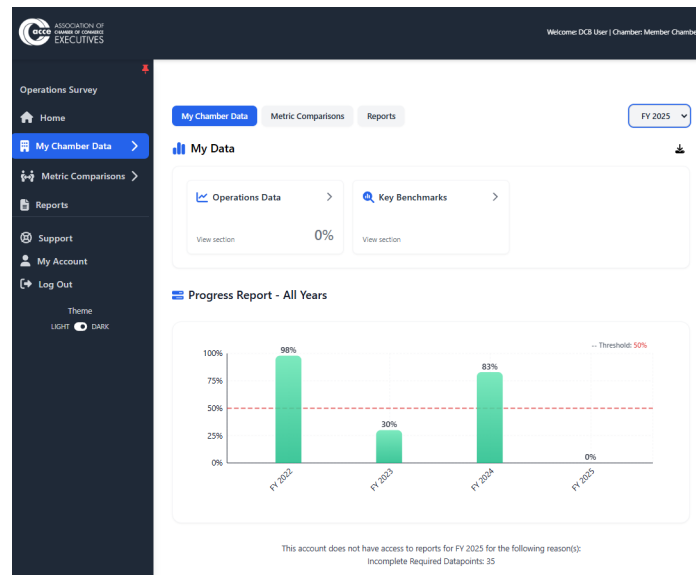 acce
ASSOCIATION OF
CHAMBER OF COMMERCE
EXECUTIVES
Welcome: DCB User | Chamber: Member Chambe
Operations Survey
Home
My Chamber Data
Metric Comparisons
Reports
Support
My Account
Log Out
Theme
LIGHT DARK
My Chamber Data Metric Comparisons Reports FY 2025
My Data
Operations Data
View section 0%
Key Benchmarks
View section
Progress Report - All Years
-- Threshold: 50%
100%
75%
50%
25%
0%
98%
30%
83%
0%
FY 2022
FY 2023
FY 2024
FY 2025
This account does not have access to reports for FY 2025 for the following reason(s):
Incomplete Required Datapoints: 35